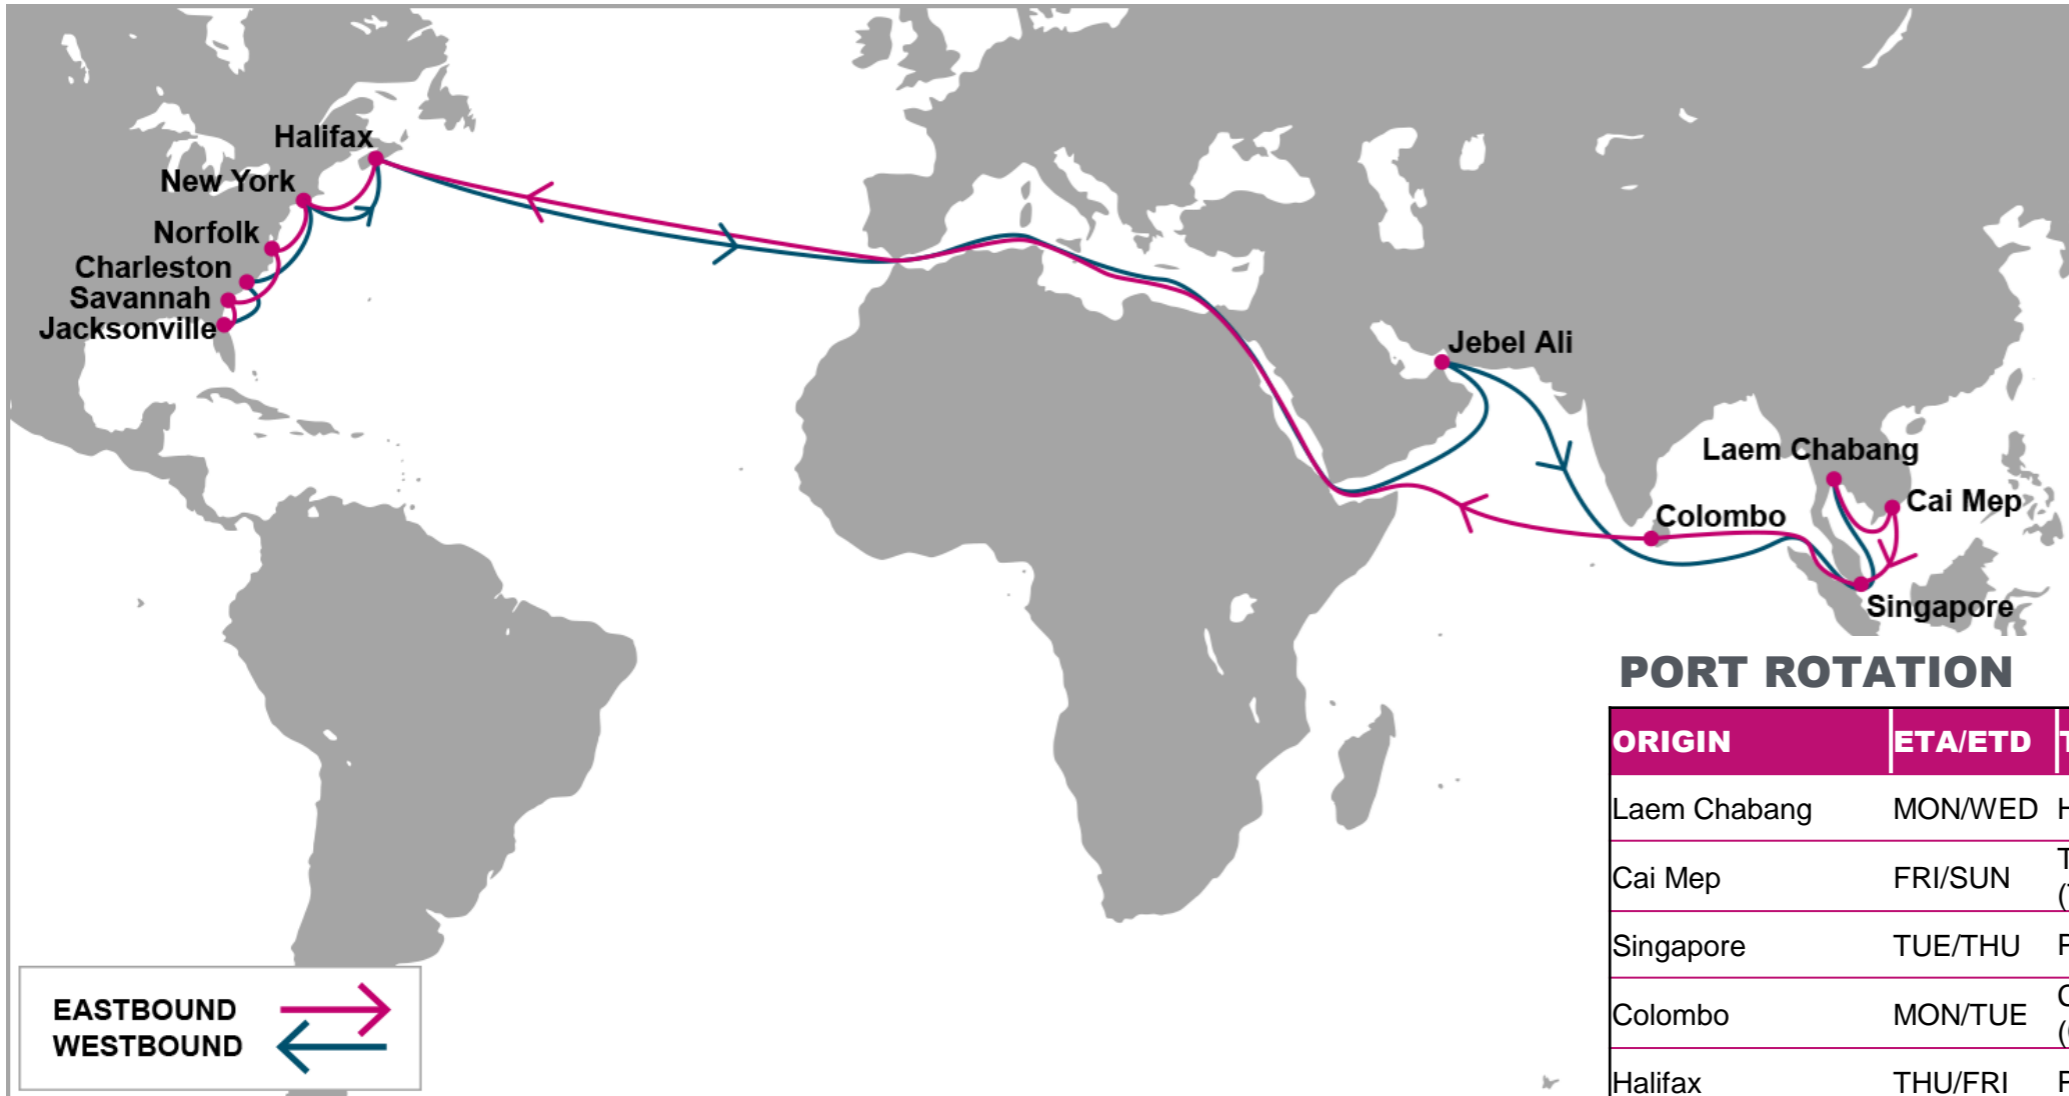 Halifax
New York
Norfolk
Charleston
Savannah
Jacksonville
Jebel Ali
Laem Chabang
Cai Mep
Colombo
Singapore
EASTBOUND
WESTBOUND
PORT ROTATION
ORIGIN ETA/ETD
Laem Chabang MON/WED
Cai Mep FRI/SUN
Singapore TUE/THU
Colombo MON/TUE
Halifax THU/FRI